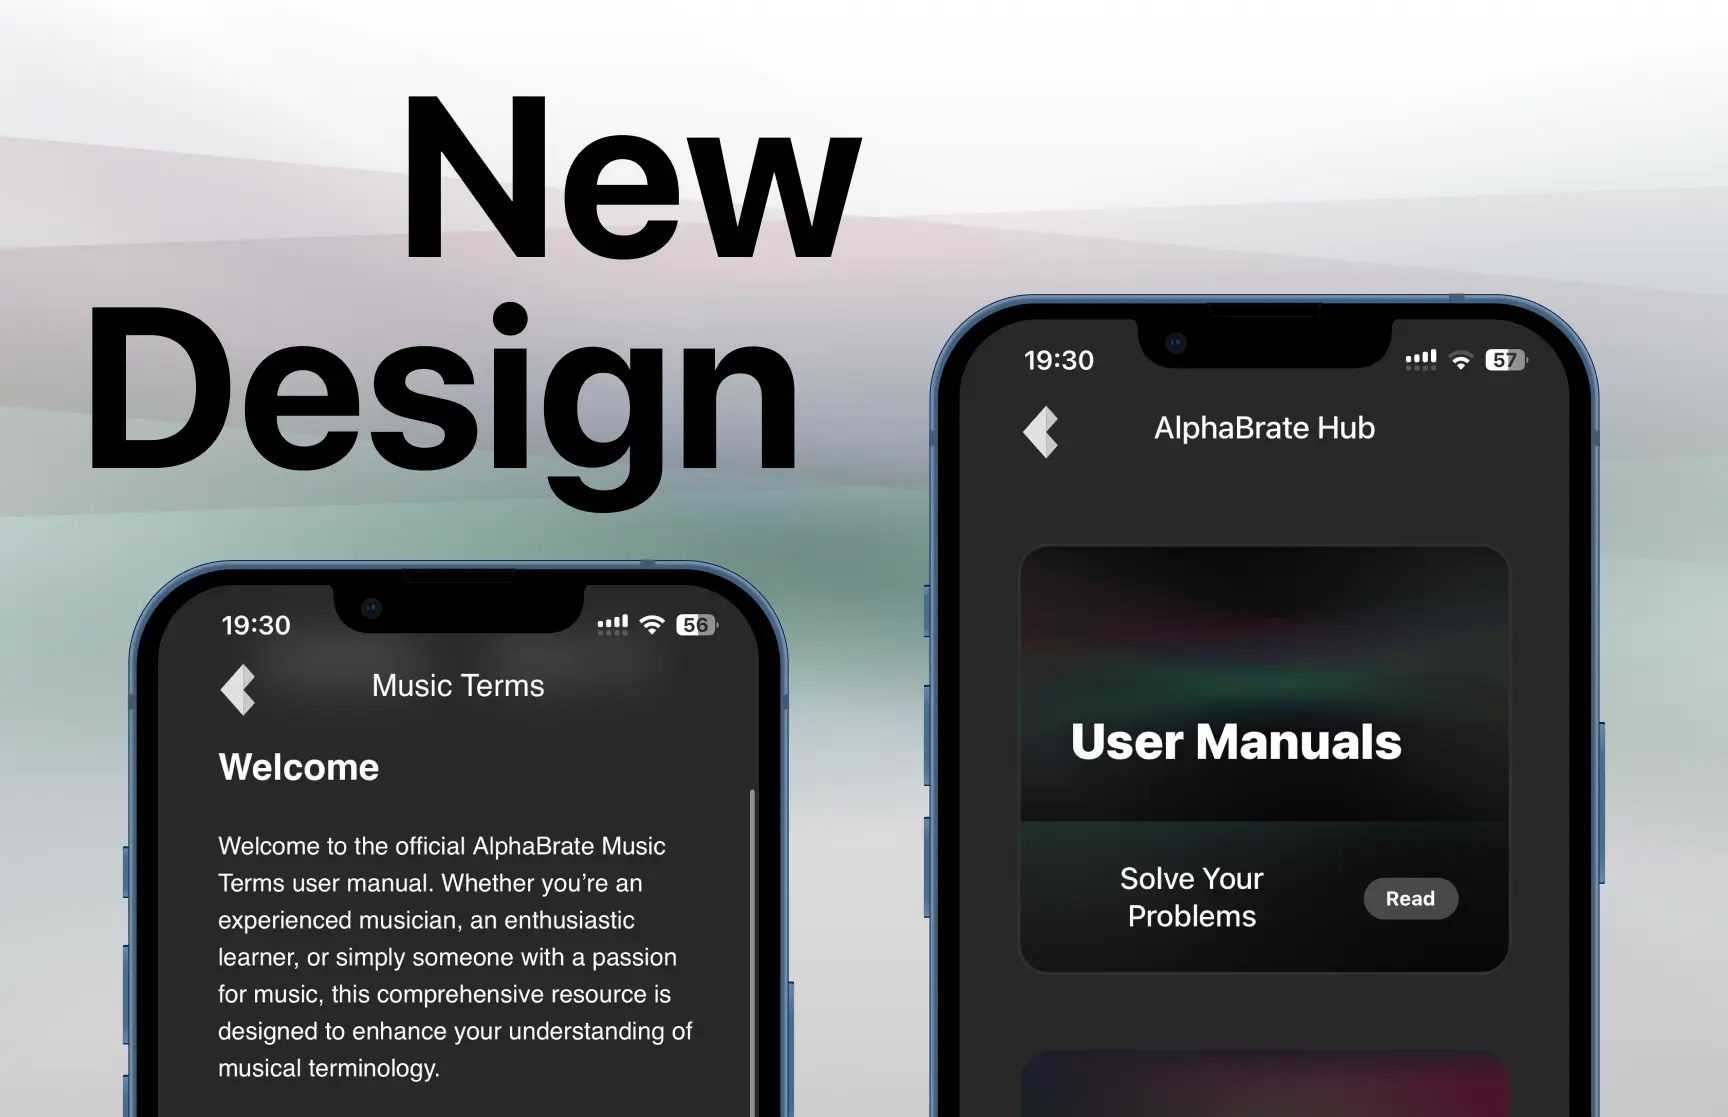 New
Design
19:30
56
Music Terms
Welcome
Welcome to the official AlphaBrate Music
Terms user manual. Whether you’re an
experienced musician, an enthusiastic
learner, or simply someone with a passion
for music, this comprehensive resource is
designed to enhance your understanding of
musical terminology.
19:30
57
AlphaBrate Hub
User Manuals
Solve Your
Problems
Read